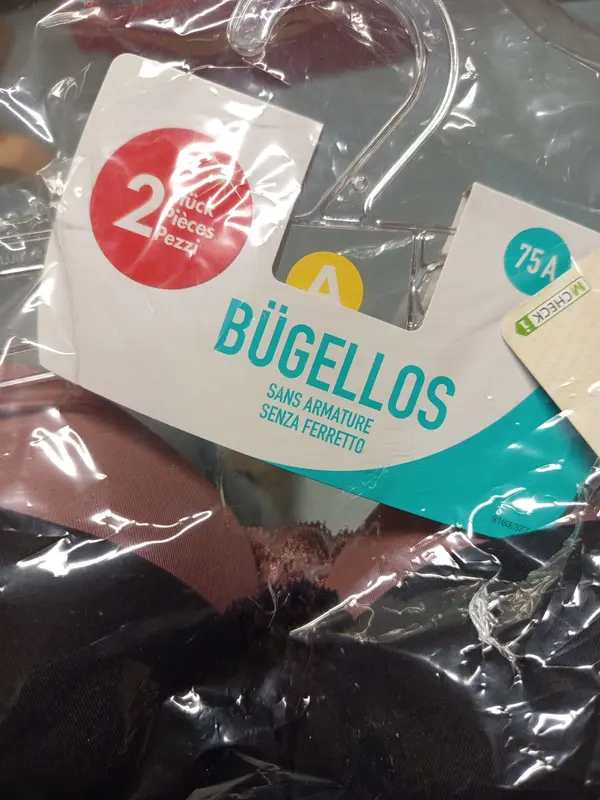 2 Stück
Pièces
Pezzi
75A
A
M CHECK
BÜGELLOS
SANS ARMATURE
SENZA FERRETTO